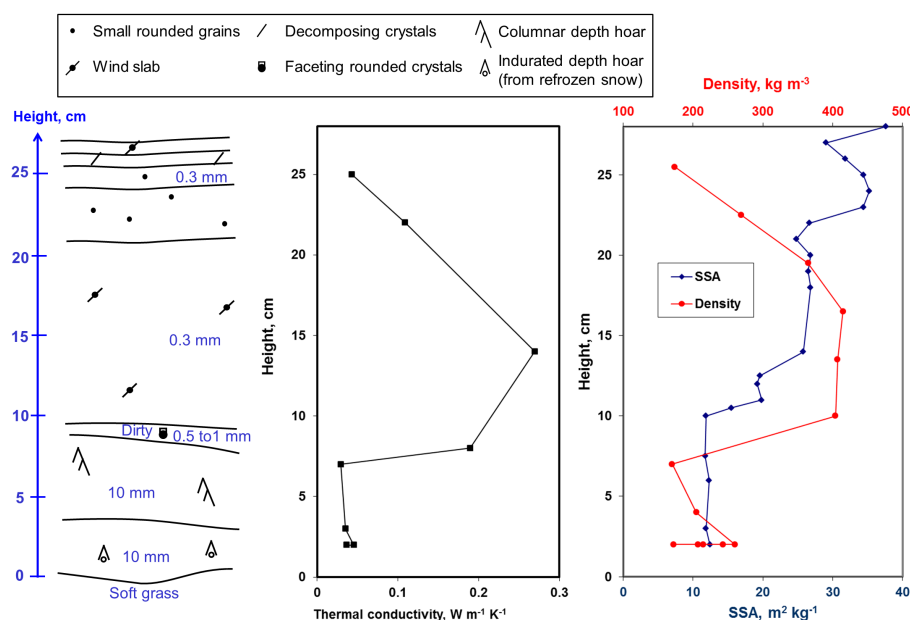 Small rounded grains
Decomposing crystals
Columnar depth hoar
Wind slab
Faceting rounded crystals
Indurated depth hoar
(from refrozen snow)
Height, cm
25
20
15
10
5
0
0.3 mm
0.3 mm
Dirty
0.5 to1 mm
10 mm
10 mm
Soft grass
Height, cm
25
20
15
10
5
0
0
0.1
0.2
0.3
Thermal conductivity, W m-1 K-1
Density, kg m-3
100
200
300
400
500
Height, cm
25
20
15
10
5
0
SSA
Density
0
10
20
30
40
SSA, m2 kg-1